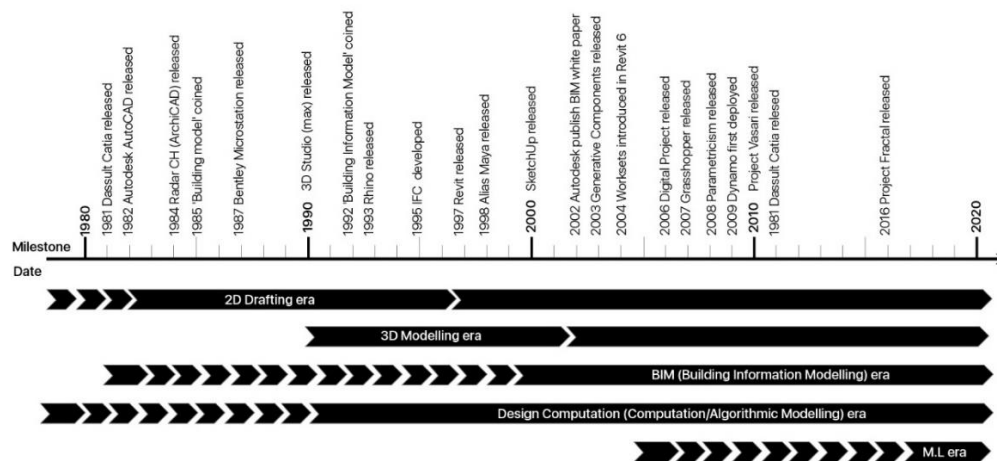 1980
1981 Dassult Catia released
1982 Autodesk AutoCAD released
1984 Radar CH (ArchiCAD) released
1985 'Building model' coined
1987 Bentley Microstation released
1990 3D Studio (max) released
1992 'Building Information Model' coined
1993 Rhino released
1995 IFC developed
1997 Revit released
1998 Alias Maya released
2000 SketchUp released
2002 Autodesk publish BIM white paper
2003 Generative Components released
2004 Worksets introduced in Revit 6
2006 Digital Project released
2007 Grasshopper released
2008 Parametricism released
2009 Dynamo first deployed
2010 Project Vasari released
1981 Dassult Catia released
2016 Project Fractal released
2020
Milestone
Date
2D Drafting era
3D Modelling era
BIM (Building Information Modelling) era
Design Computation (Computation/Algorithmic Modelling) era
M.L era